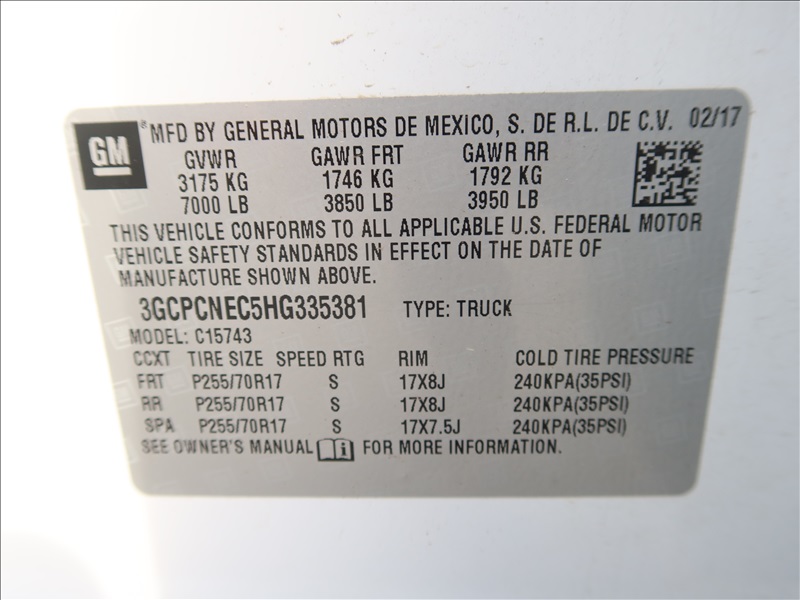 GM
® MFD BY GENERAL MOTORS DE MEXICO, S. DE R.L. DE C.V. 02/17
GVWR GAWR FRT GAWR RR
3175 KG 1746 KG 1792 KG
7000 LB 3850 LB 3950 LB
THIS VEHICLE CONFORMS TO ALL APPLICABLE U.S. FEDERAL MOTOR
VEHICLE SAFETY STANDARDS IN EFFECT ON THE DATE OF
MANUFACTURE SHOWN ABOVE.
3GCPCNEC5HG335381 TYPE: TRUCK
MODEL: C15743
CCXT TIRE SIZE SPEED RTG RIM COLD TIRE PRESSURE
FRT P255/70R17 S 17X8J 240KPA(35PSI)
RR P255/70R17 S 17X8J 240KPA(35PSI)
SPA P255/70R17 S 17X7.5J 240KPA(35PSI)
SEE OWNER'S MANUAL i FOR MORE INFORMATION.